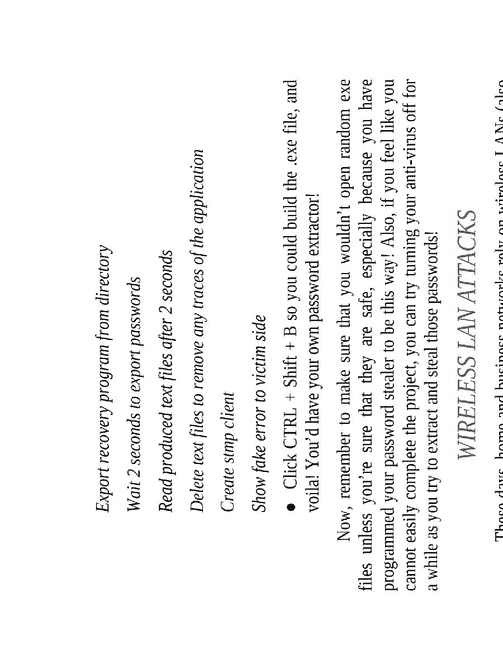 Export recovery program from directory
Wait 2 seconds to export passwords
Read produced text files after 2 seconds
Delete text files to remove any traces of the application
Create stmp client
Show fake error to victim side
● Click CTRL + Shift + B so you could build the .exe file, and
voila! You’d have your own password extractor!
Now, remember to make sure that you wouldn’t open random exe
files unless you’re sure that they are safe, especially because you have
programmed your password stealer to be this way! Also, if you feel like you
cannot easily complete the project, you can try turning your anti-virus off for
a while as you try to extract and steal those passwords!
WIRELESS LAN ATTACKS
These days, home and business networks rely on wireless LANs (also